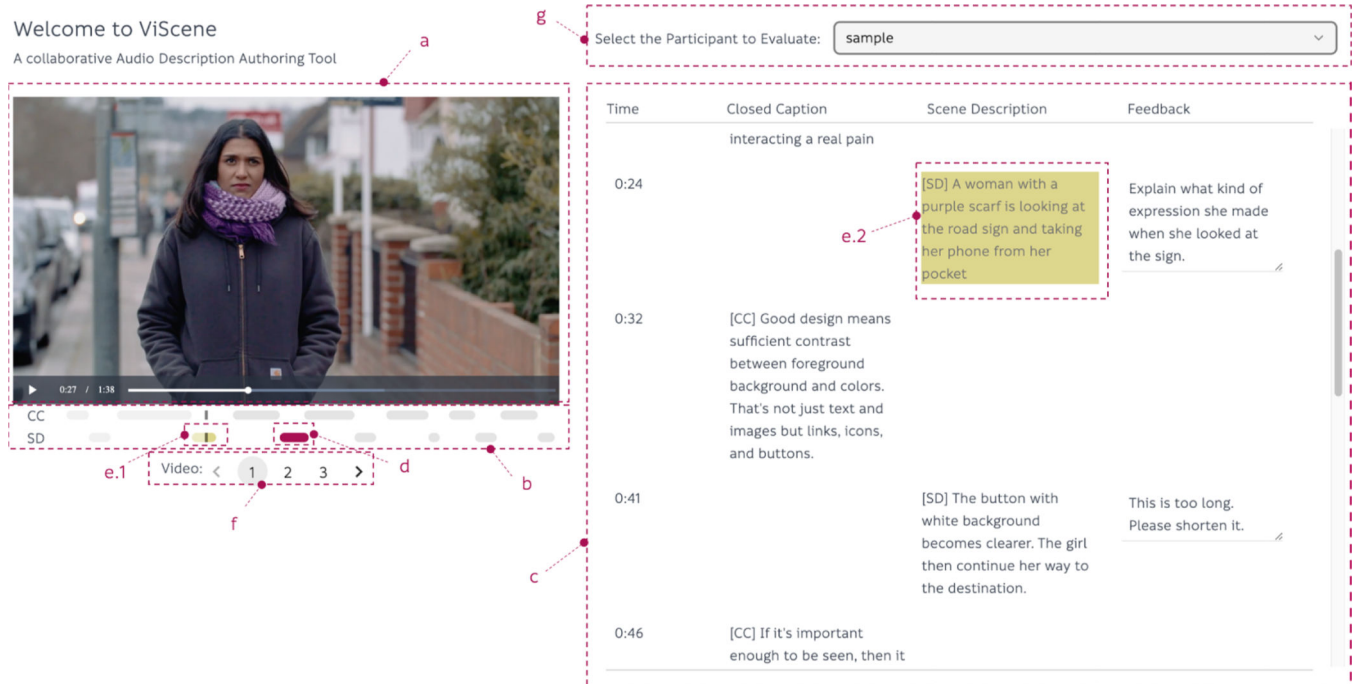 Welcome to ViScene
A collaborative Audio Description Authoring Tool
a
0:27 / 1:38
CC
SD
e.1
d
b
Video: 1 2 3
f
g
Select the Participant to Evaluate: sample
c
Time Closed Caption Scene Description Feedback
interacting a real pain
0:24
e.2
[SD] A woman with a
purple scarf is looking at
the road sign and taking
her phone from her
pocket
Explain what kind of
expression she made
when she looked at
the sign.
0:32
[CC] Good design means
sufficient contrast
between foreground
background and colors.
That's not just text and
images but links, icons,
and buttons.
0:41
[SD] The button with
white background
becomes clearer. The girl
then continue her way to
the destination.
This is too long.
Please shorten it.
0:46
[CC] If it's important
enough to be seen, then it